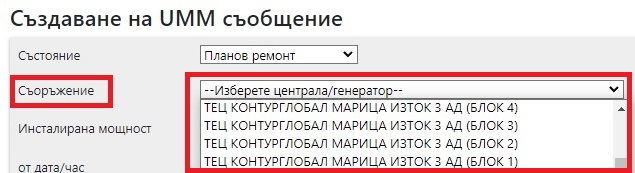 Създаване на UMM съобщение
Състояние
Планов ремонт
Съоръжение
--Изберете централа/генератор--
ТЕЦ КОНТУРГЛОБАЛ МАРИЦА ИЗТОК 3 АД (БЛОК 4)
ТЕЦ КОНТУРГЛОБАЛ МАРИЦА ИЗТОК 3 АД (БЛОК 3)
Инсталирана мощност
ТЕЦ КОНТУРГЛОБАЛ МАРИЦА ИЗТОК 3 АД (БЛОК 2)
ТЕЦ КОНТУРГЛОБАЛ МАРИЦА ИЗТОК 3 АД (БЛОК 1)
от дата/час